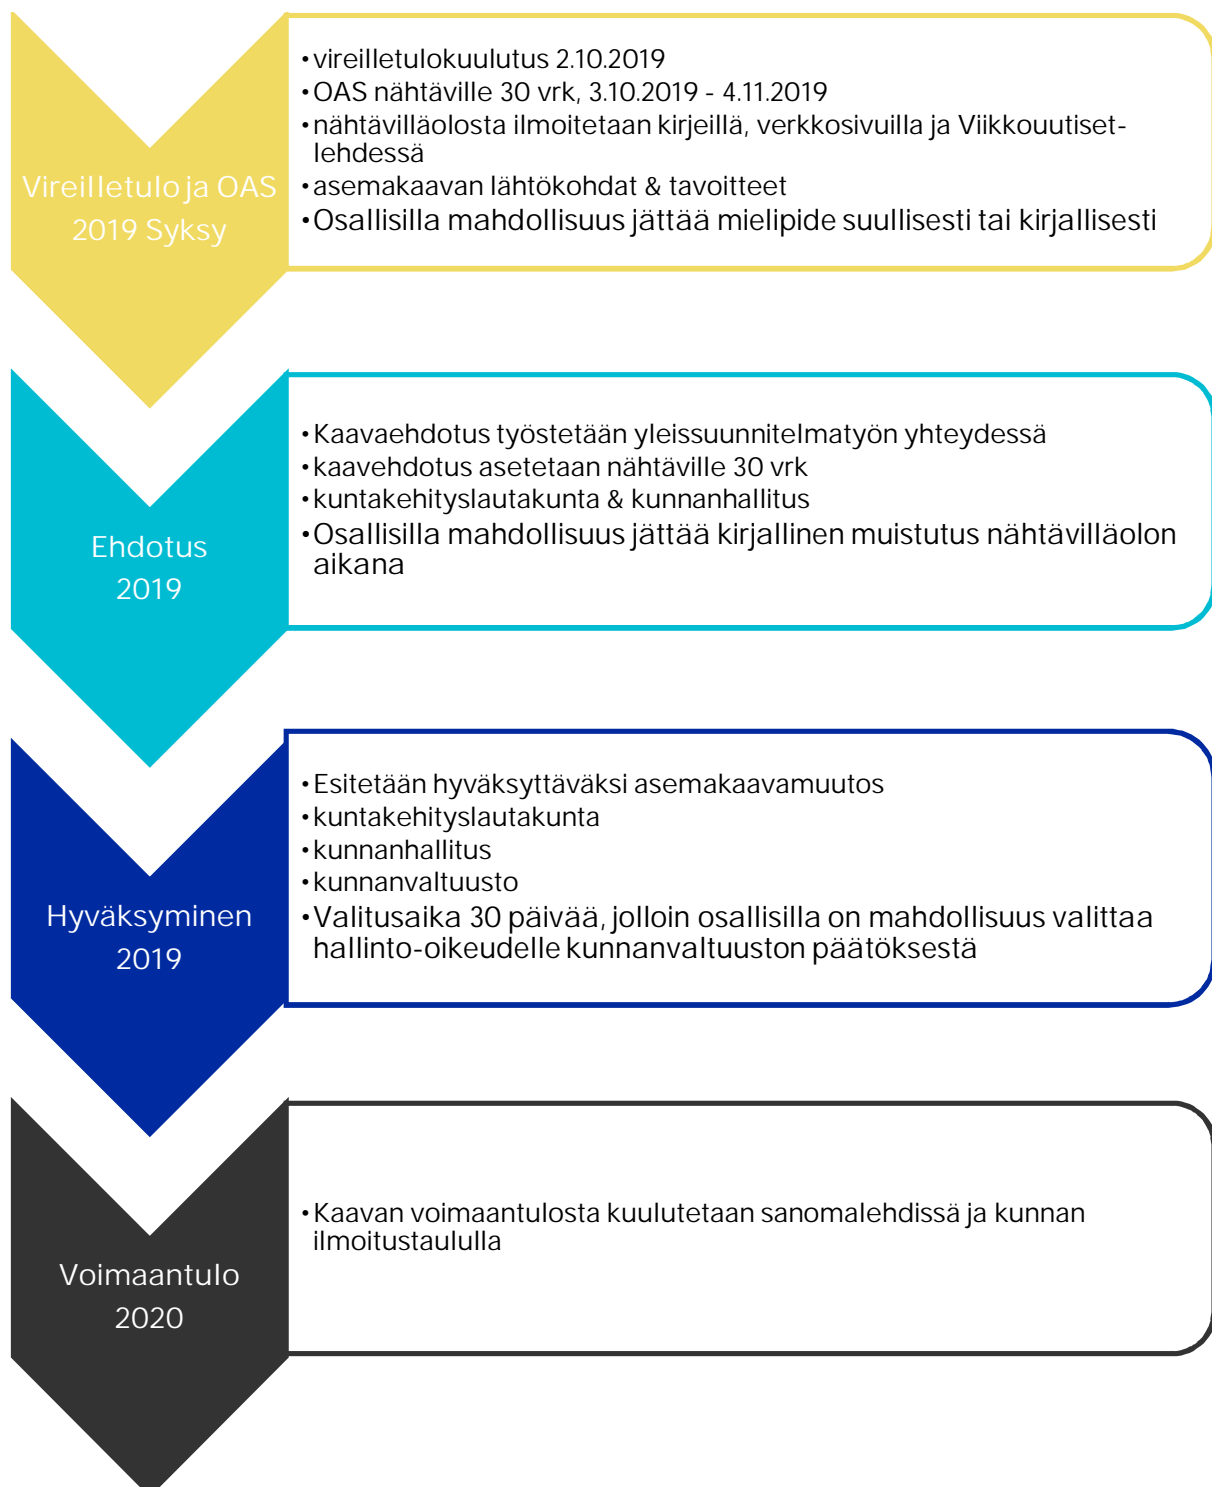 Vireilletulo ja OAS
2019 Syksy
•vireilletulokuulutus 2.10.2019
•OAS nähtäville 30 vrk, 3.10.2019 - 4.11.2019
•nähtävilläolosta ilmoitetaan kirjeillä, verkkosivuilla ja Viikkouutiset-
lehdessä
•asemakaavan lähtökohdat & tavoitteet
•Osallisilla mahdollisuus jättää mielipide suullisesti tai kirjallisesti
Ehdotus
2019
•Kaavaehdotus työstetään yleissuunnitelmatyön yhteydessä
•kaavehdotus asetetaan nähtäville 30 vrk
•kuntakehityslautakunta & kunnanhallitus
•Osallisilla mahdollisuus jättää kirjallinen muistutus nähtävilläolon
aikana
Hyväksyminen
2019
•Esitetään hyväksyttäväksi asemakaavamuutos
•kuntakehityslautakunta
•kunnanhallitus
•kunnanvaltuusto
•Valitusaika 30 päivää, jolloin osallisilla on mahdollisuus valittaa
hallinto-oikeudelle kunnanvaltuuston päätöksestä
Voimaantulo
2020
•Kaavan voimaantulosta kuulutetaan sanomalehdissä ja kunnan
ilmoitustaululla